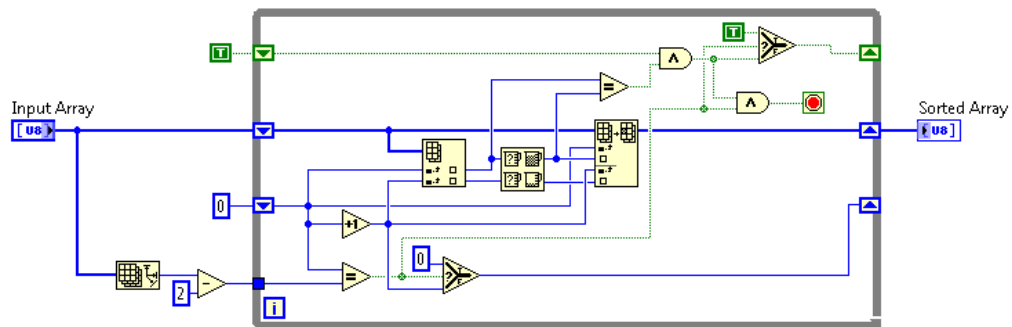 T
T
?
T
F
=
∧
∧
Input Array
[U8]
Sorted Array
[U8]
0
+1
=
0
?
T
F
2
−
i